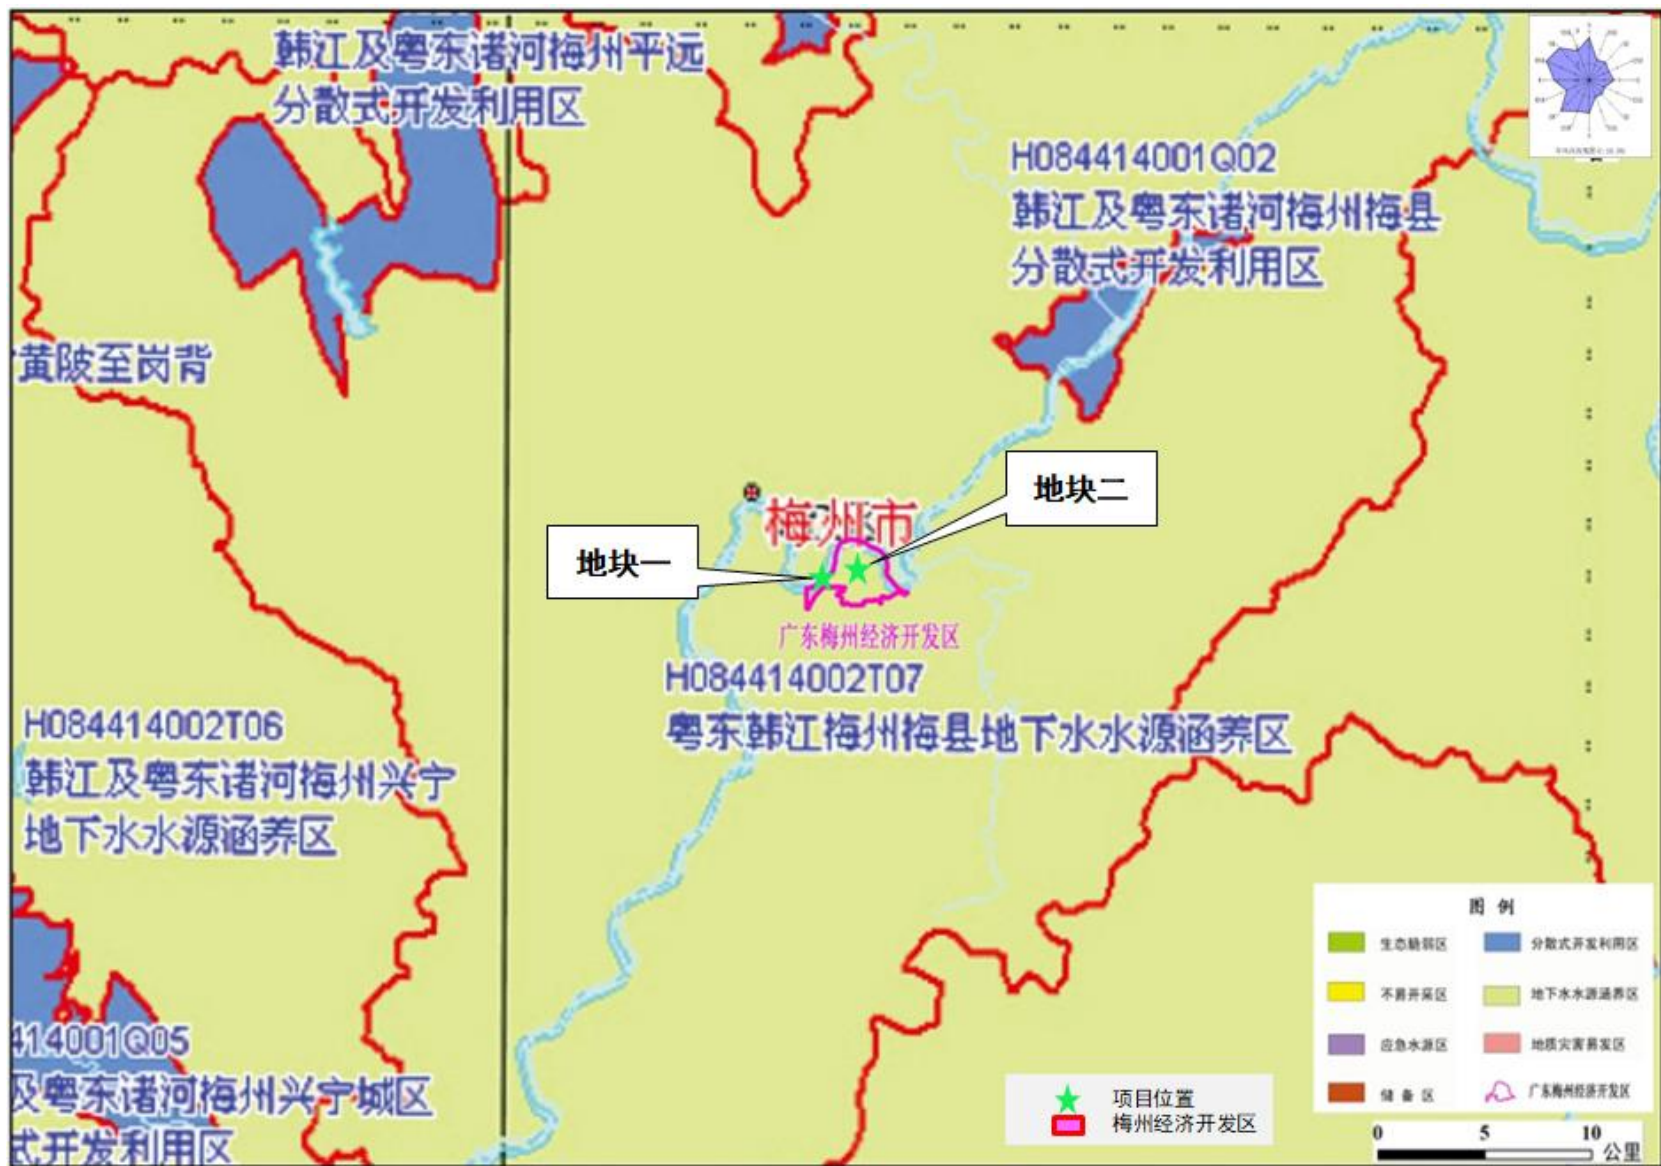 韩江及粤东诸河梅州平远
分散式开发利用区
H084414001Q02
韩江及粤东诸河梅州梅县
分散式开发利用区
黄陂至岗背
地块二
梅州市
地块一
广东梅州经济开发区
H084414002T07
粤东韩江梅州梅县地下水水源涵养区
H084414002T06
韩江及粤东诸河梅州兴宁
地下水水源涵养区
414001Q05
及粤东诸河梅州兴宁城区
式开发利用区
图 例
生态脆弱区
分散式开发利用区
不易开采区
地下水水源涵养区
应急水源区
地质灾害易发区
储 备 区
广东梅州经济开发区
项目位置
梅州经济开发区
0 5 10
公里